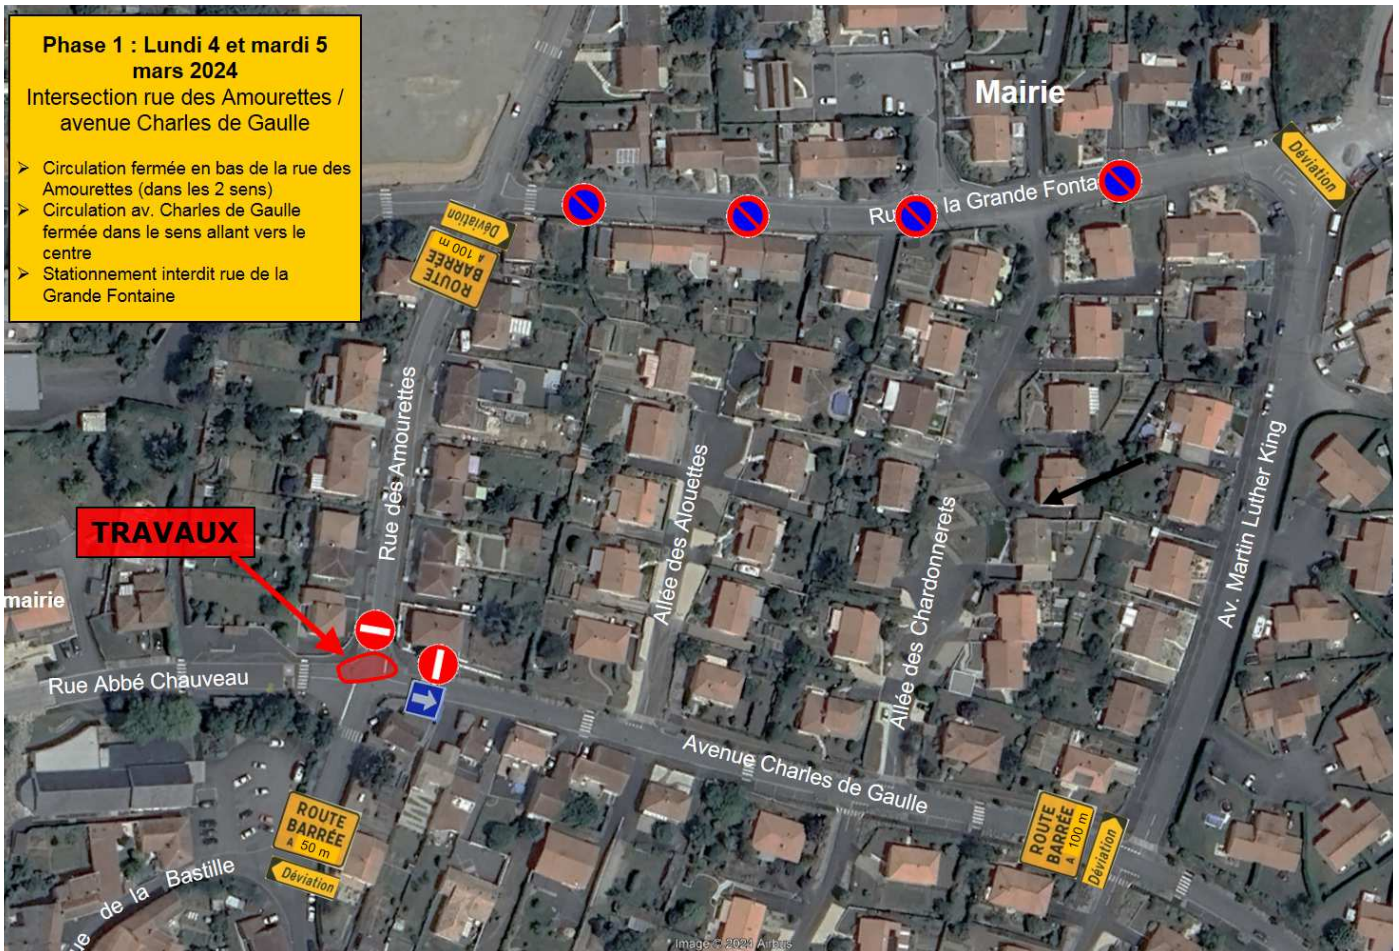 Phase 1 : Lundi 4 et mardi 5
mars 2024
Intersection rue des Amourettes /
avenue Charles de Gaulle
➢ Circulation fermée en bas de la rue des
Amourettes (dans les 2 sens)
➢ Circulation av. Charles de Gaulle
fermée dans le sens allant vers le
centre
➢ Stationnement interdit rue de la
Grande Fontaine
Mairie
Déviation
la Grande Fonta
Déviation
ROUTE
BARRÉE
A 100 m
Rue des Amourettes
Allée des Alouettes
Allée des Chardonnerets
Av. Martin Luther King
TRAVAUX
mairie
Rue Abbé Chauveau
Avenue Charles de Gaulle
ROUTE
BARRÉE
A 50 m
Déviation
ROUTE
BARRÉE
A 100 m
Déviation
de la Bastille
Image © 2024 Airbus